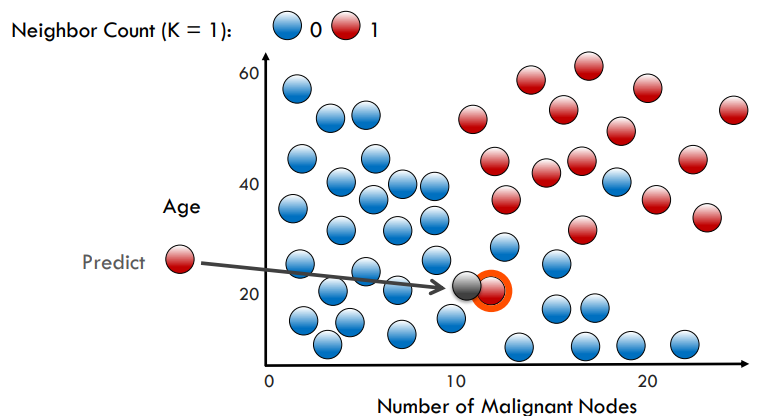 Neighbor Count (K = 1): 0 1
60
40
Age
Predict
20
0 10 20
Number of Malignant Nodes